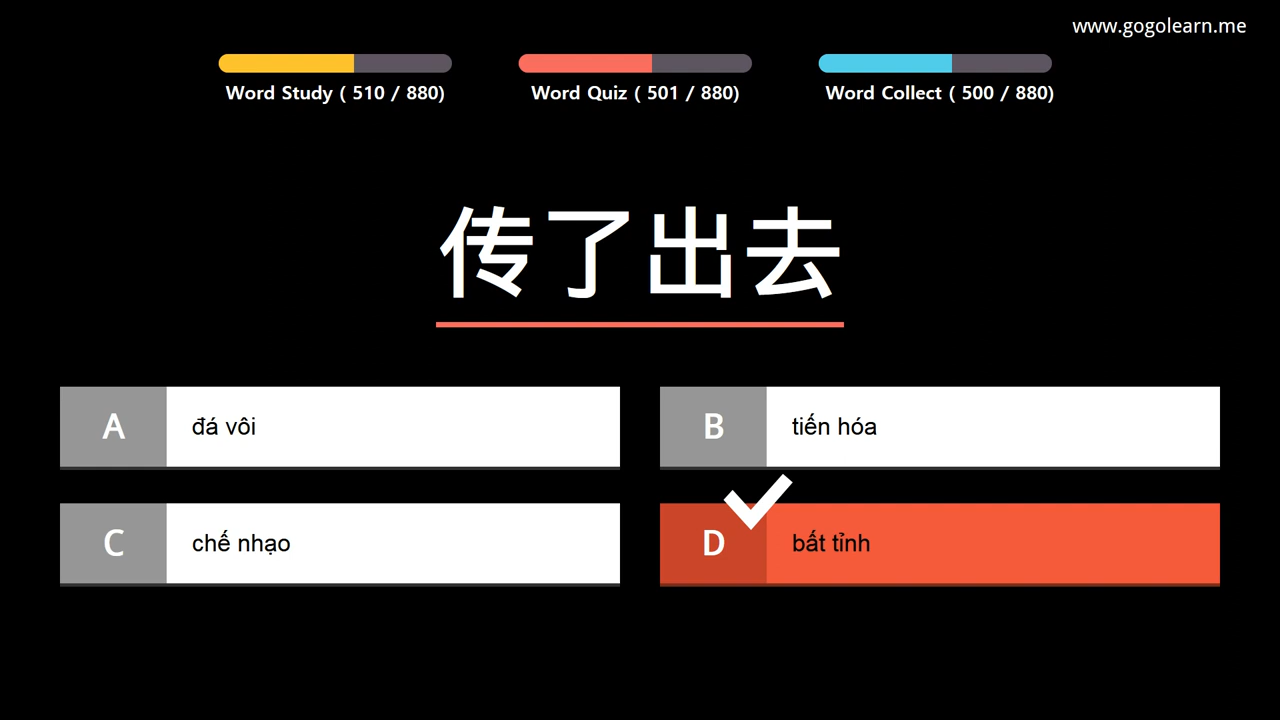 www.gogolearn.me
Word Study ( 510 / 880)
Word Quiz ( 501 / 880)
Word Collect ( 500 / 880)
传了出去
A đá vôi
B tiến hóa
C chế nhạo
D bất tỉnh